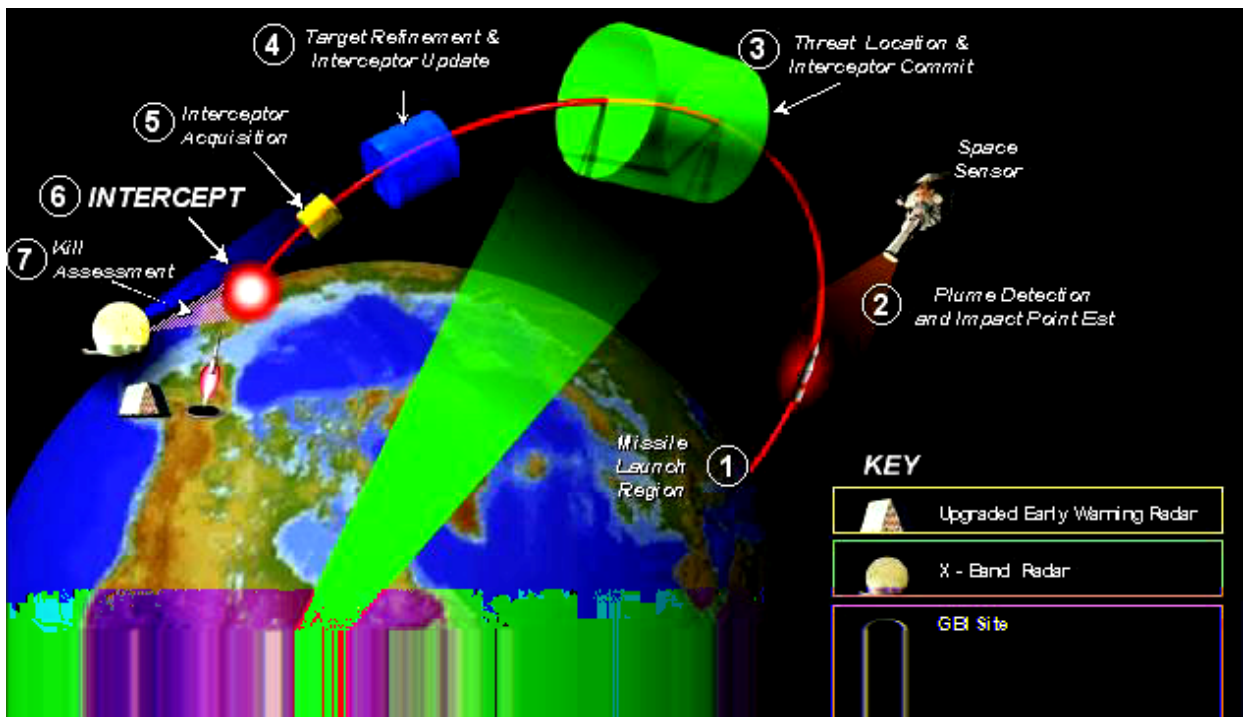 4
Target Refinement &
Interceptor Update
3
Threat Location &
Interceptor Commit
5
Interceptor
Acquisition
Space
Sensor
6
INTERCEPT
7
Kill
Assessment
2
Plume Detection
and Impact Point Est
Missile
Launch
Region
1
KEY
Upgraded Early Warning Radar
X - Band Radar
GBI Site